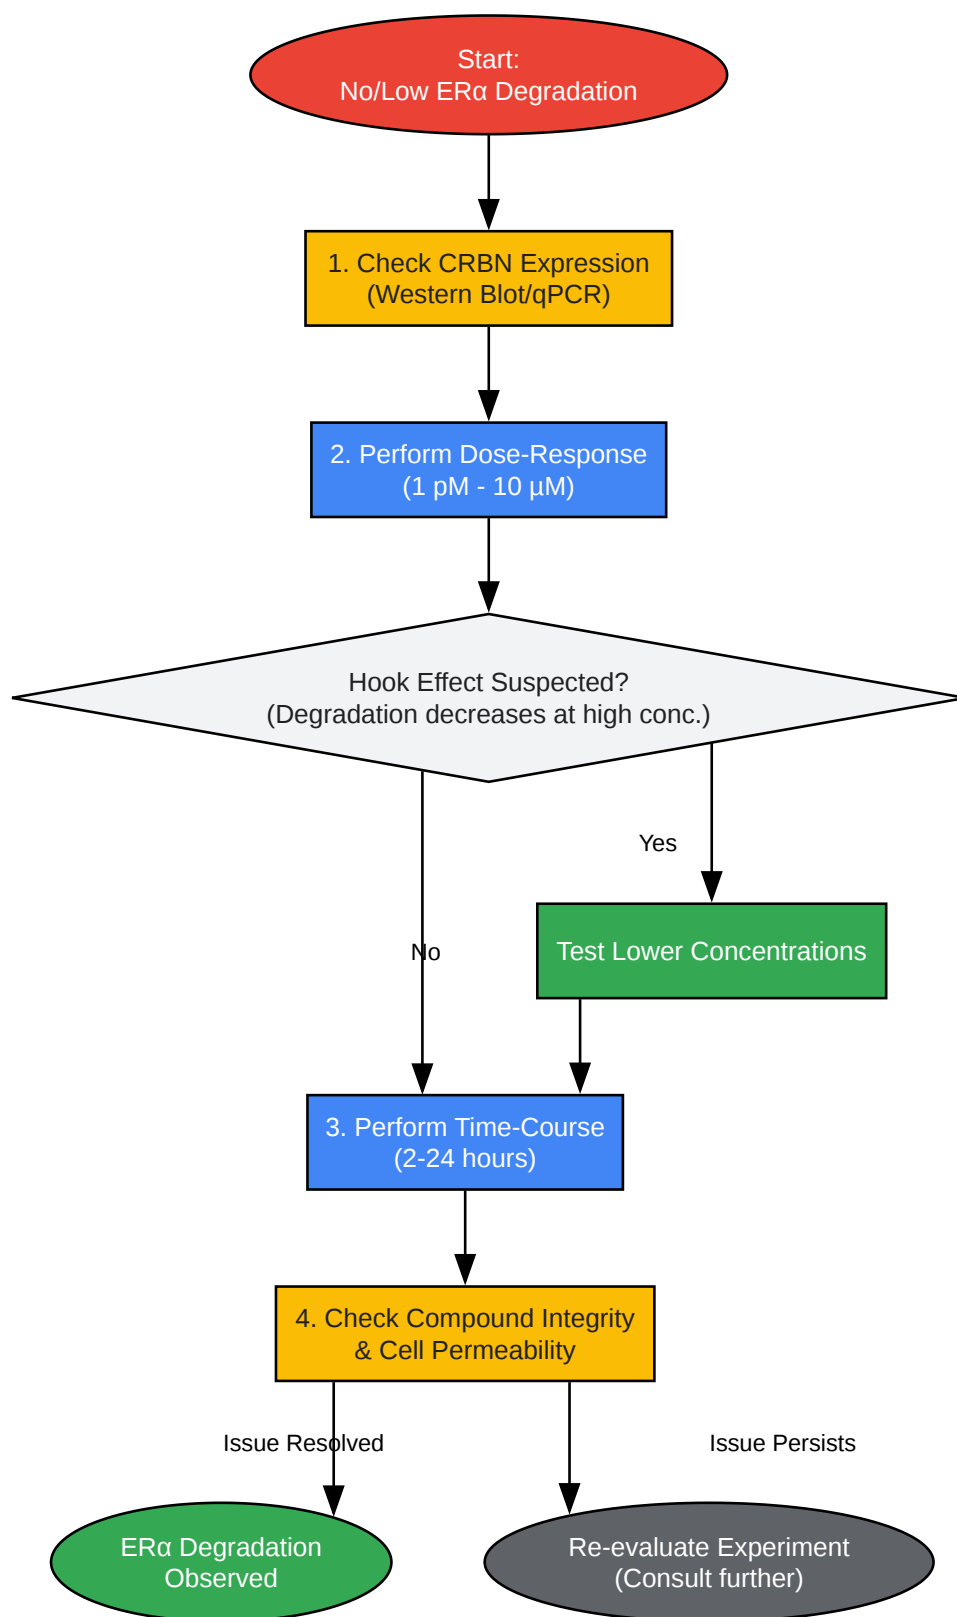 Start:
No/Low ERα Degradation
1. Check CRBN Expression
(Western Blot/qPCR)
2. Perform Dose-Response
(1 pM - 10 µM)
Hook Effect Suspected?
(Degradation decreases at high conc.)
Yes
No
Test Lower Concentrations
3. Perform Time-Course
(2-24 hours)
4. Check Compound Integrity
& Cell Permeability
Issue Resolved
Issue Persists
ERα Degradation
Observed
Re-evaluate Experiment
(Consult further)